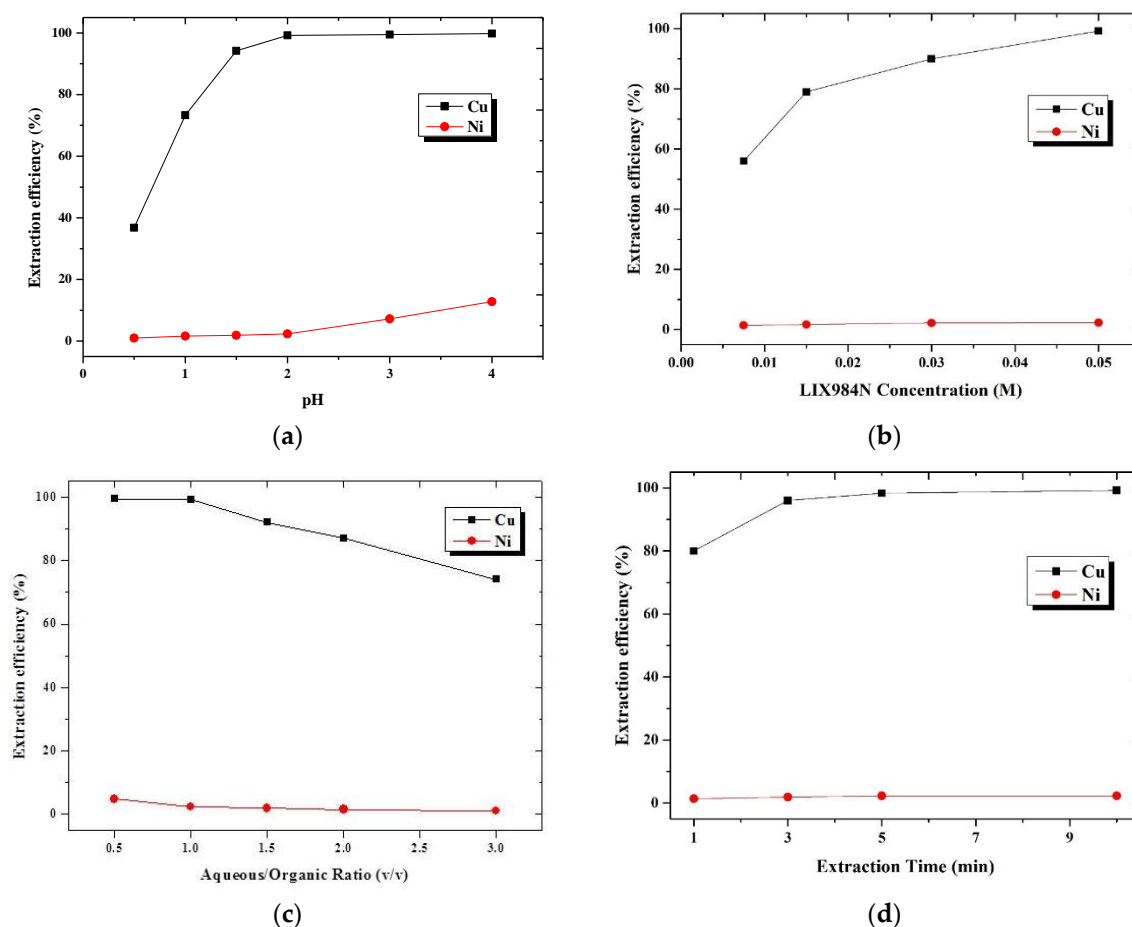 100
80
60
40
20
0
Extraction efficiency (%)
Cu
Ni
0
1
2
3
4
pH
(a)
100
80
60
40
20
0
Extraction efficiency (%)
Cu
Ni
0.00
0.01
0.02
0.03
0.04
0.05
LIX984N Concentration (M)
(b)
100
80
60
40
20
0
Extraction efficiency (%)
Cu
Ni
0.5
1.0
1.5
2.0
3.0
Aqueous/Organic Ratio (v/v)
(c)
100
80
60
40
20
0
Extraction efficiency (%)
Cu
Ni
1
3
5
7
9
Extraction Time (min)
(d)